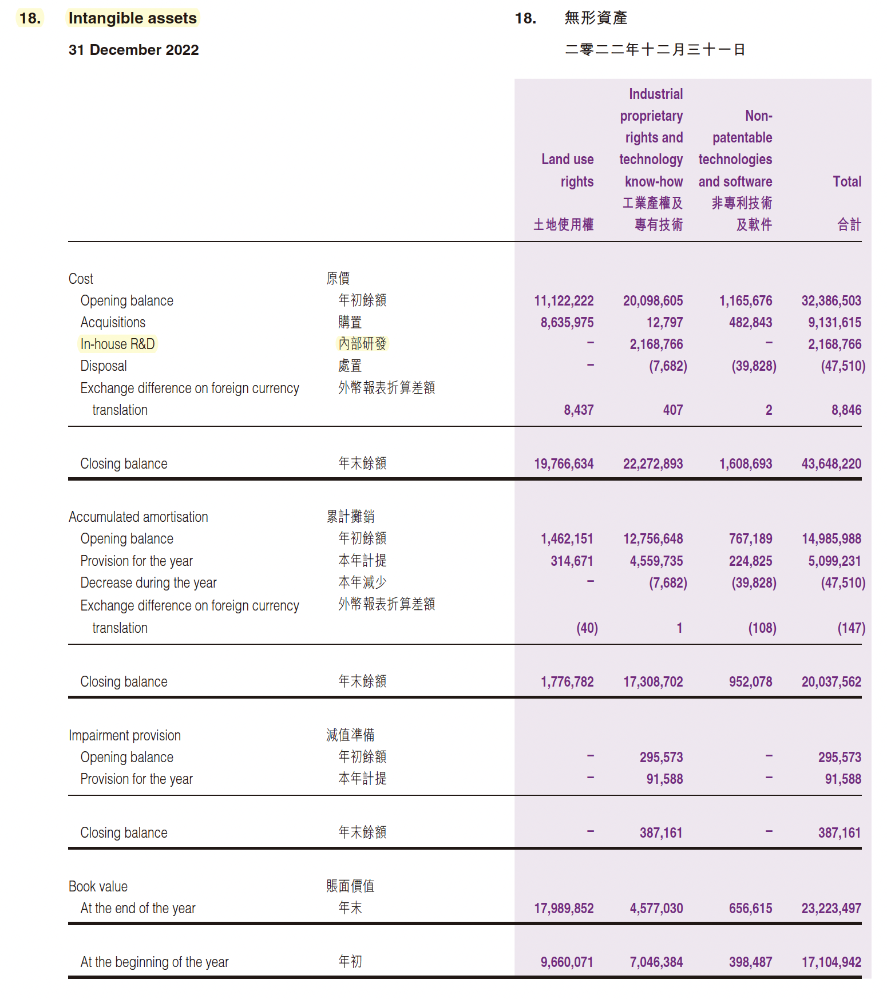 18. Intangible assets 18. 無形資產
31 December 2022 二零二二年十二月三十一日
Industrial
proprietary Non-
rights and patentable
Land use technology technologies
rights know-how and software Total
工業產權及 非專利技術
土地使用權 專有技術 及軟件 合計
Cost 原價
Opening balance 年初餘額 11,122,222 20,098,605 1,165,676 32,386,503
Acquisitions 購置 8,635,975 12,797 482,843 9,131,615
In-house R&D 內部研發 – 2,168,766 – 2,168,766
Disposal 處置 – (7,682) (39,828) (47,510)
Exchange difference on foreign currency 外幣報表折算差額
translation 8,437 407 2 8,846
Closing balance 年末餘額 19,766,634 22,272,893 1,608,693 43,648,220
Accumulated amortisation 累計攤銷
Opening balance 年初餘額 1,462,151 12,756,648 767,189 14,985,988
Provision for the year 本年計提 314,671 4,559,735 224,825 5,099,231
Decrease during the year 本年減少 – (7,682) (39,828) (47,510)
Exchange difference on foreign currency 外幣報表折算差額
translation (40) 1 (108) (147)
Closing balance 年末餘額 1,776,782 17,308,702 952,078 20,037,562
Impairment provision 減值準備
Opening balance 年初餘額 – 295,573 – 295,573
Provision for the year 本年計提 – 91,588 – 91,588
Closing balance 年末餘額 – 387,161 – 387,161
Book value 賬面價值
At the end of the year 年末 17,989,852 4,577,030 656,615 23,223,497
At the beginning of the year 年初 9,660,071 7,046,384 398,487 17,104,942